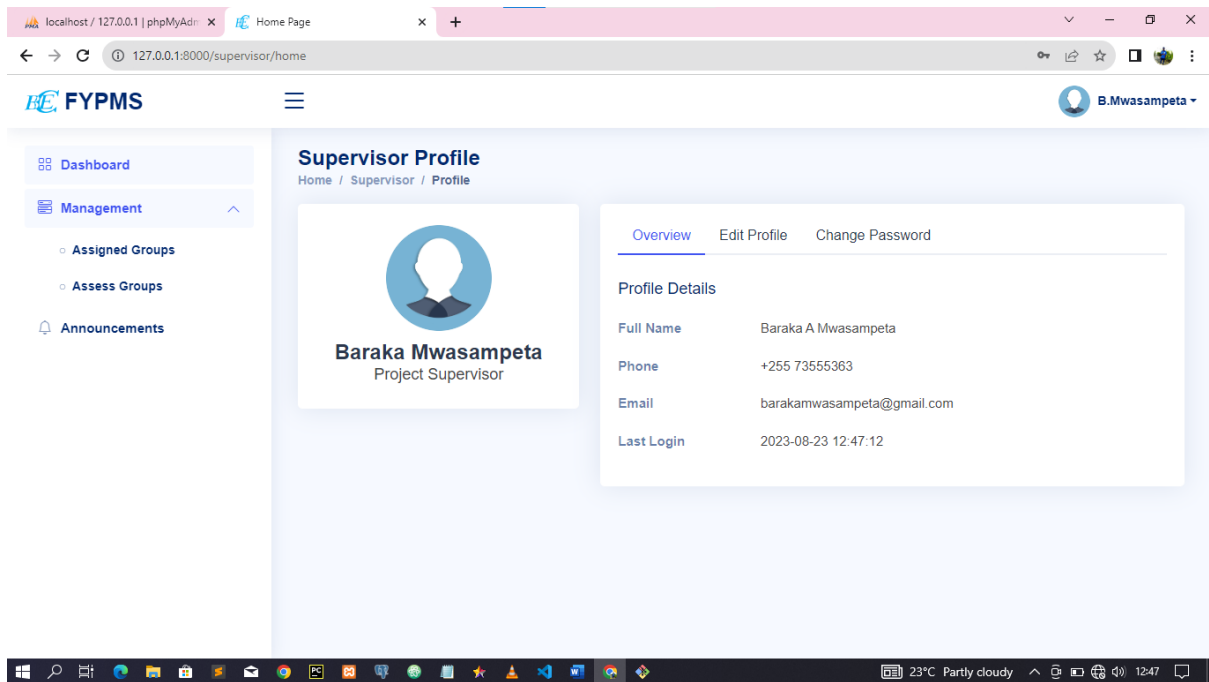 localhost / 127.0.0.1 | phpMyAdm
Home Page
127.0.0.1:8000/supervisor/home
FYPMS
B.Mwasampeta
Dashboard
Management
Assigned Groups
Assess Groups
Announcements
Supervisor Profile
Home / Supervisor / Profile
Baraka Mwasampeta
Project Supervisor
Overview Edit Profile Change Password
Profile Details
Full Name Baraka A Mwasampeta
Phone +255 73555363
Email barakamwasampeta@gmail.com
Last Login 2023-08-23 12:47:12
23°C Partly cloudy 12:47